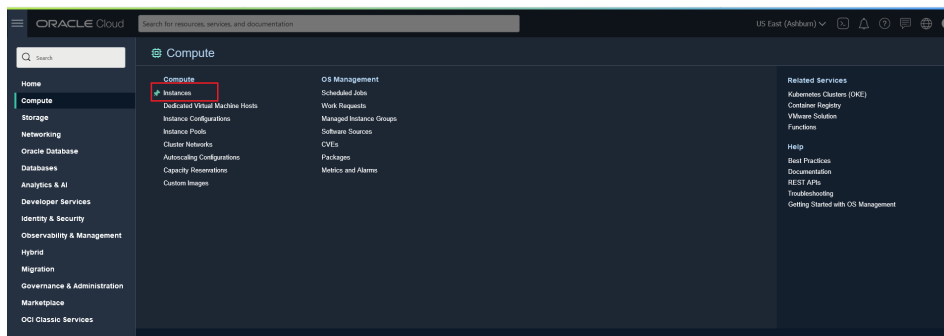 ORACLE Cloud
Search for resources, services, and documentation
US East (Ashburn)
Search
Home
Compute
Storage
Networking
Oracle Database
Databases
Analytics & AI
Developer Services
Identity & Security
Observability & Management
Hybrid
Migration
Governance & Administration
Marketplace
OCI Classic Services
Compute
Compute
Instances
Dedicated Virtual Machine Hosts
Instance Configurations
Instance Pools
Cluster Networks
Autoscaling Configurations
Capacity Reservations
Custom Images
OS Management
Scheduled Jobs
Work Requests
Managed Instance Groups
Software Sources
CVEs
Packages
Metrics and Alarms
Related Services
Kubernetes Clusters (OKE)
Container Registry
VMware Solution
Functions
Help
Best Practices
Documentation
REST APIs
Troubleshooting
Getting Started with OS Management